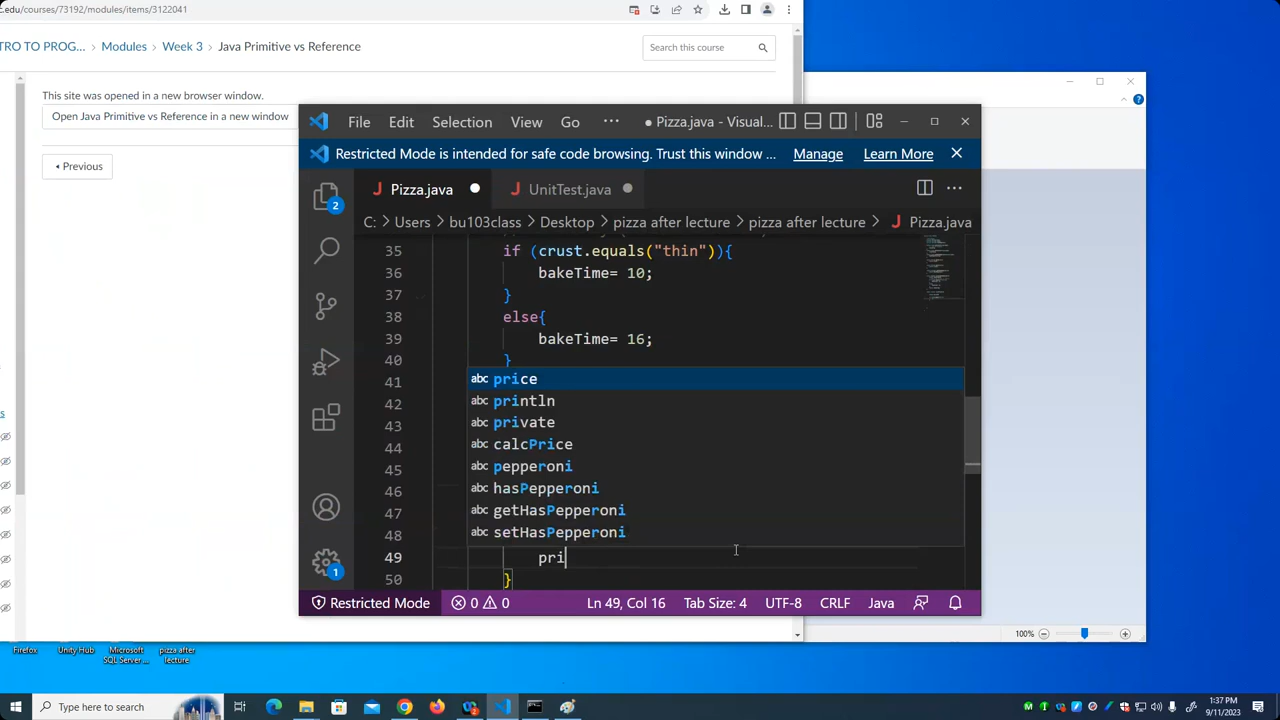 c.edu/courses/73192/modules/items/3122041
TRO TO PROG... > Modules > Week 3 > Java Primitive vs Reference
Search this course
This site was opened in a new browser window.
Open Java Primitive vs Reference in a new window
◂ Previous
File Edit Selection View Go ··· ● Pizza.java - Visual...
Restricted Mode is intended for safe code browsing. Trust this window ... Manage Learn More
J Pizza.java J UnitTest.java
C: > Users > bu103class > Desktop > pizza after lecture > pizza after lecture > J Pizza.java
35 if (crust.equals("thin")){
36 bakeTime= 10;
37 }
38 else{
39 bakeTime= 16;
40 }
41
42
43
44
45
46
47
48
49 pri
50 }
abc price
abc println
abc private
abc calcPrice
abc pepperoni
abc hasPepperoni
abc getHasPepperoni
abc setHasPepperoni
2
1
Restricted Mode 0 0 Ln 49, Col 16 Tab Size: 4 UTF-8 CRLF Java
100%
Firefox
Unity Hub
Microsoft SQL Server ...
pizza after lecture
Type here to search
1:37 PM
9/11/2023